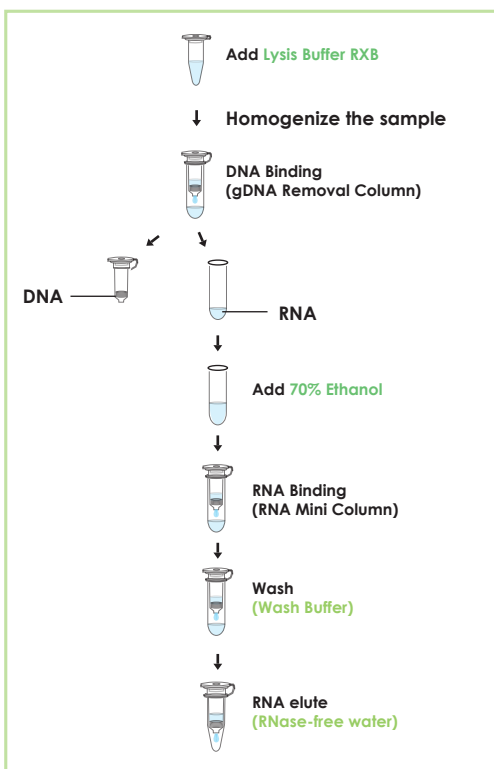 Add Lysis Buffer RXB
Homogenize the sample
DNA Binding
(gDNA Removal Column)
DNA
RNA
Add 70% Ethanol
RNA Binding
(RNA Mini Column)
Wash
(Wash Buffer)
RNA elute
(RNase-free water)